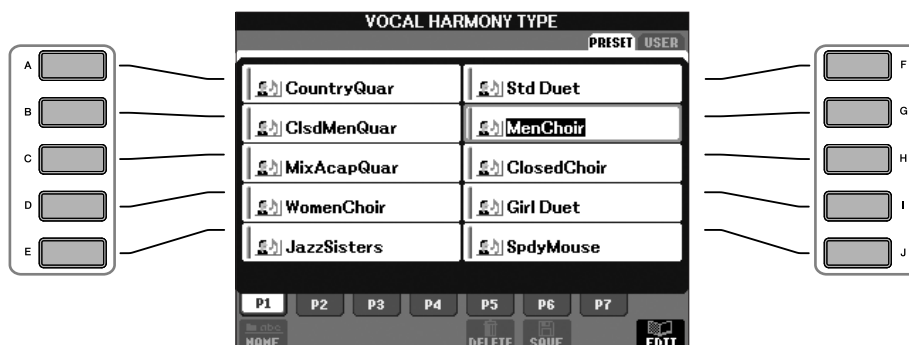 VOCAL HARMONY TYPE
PRESET USER
A CountryQuar Std Duet F
B ClsdMenQuar MenChoir G
C MixAcapQuar ClosedChoir H
D WomenChoir Girl Duet I
E JazzSisters SpdyMouse J
P1 P2 P3 P4 P5 P6 P7
abc.
NAME DELETE SAVE EDIT